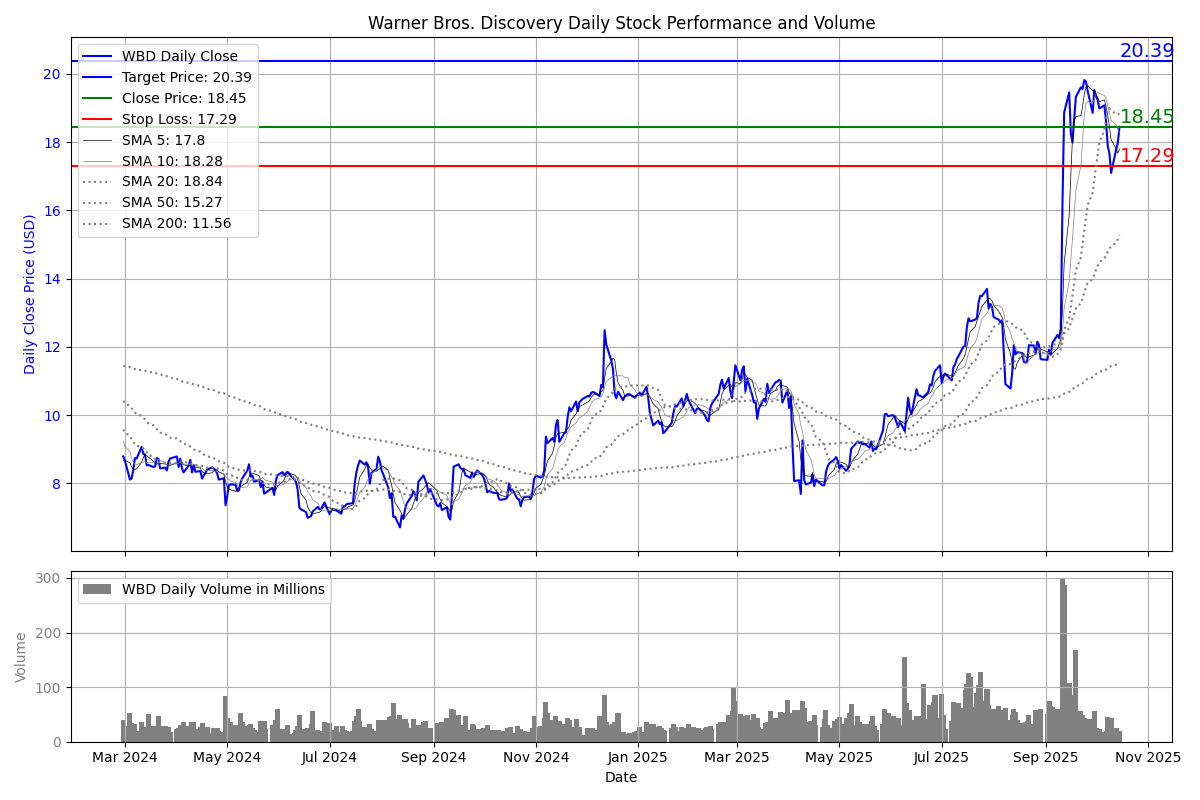 Warner Bros. Discovery Daily Stock Performance and Volume
WBD Daily Close
Target Price: 20.39
Close Price: 18.45
Stop Loss: 17.29
SMA 5: 17.8
SMA 10: 18.28
SMA 20: 18.84
SMA 50: 15.27
SMA 200: 11.56
20.39
18.45
17.29
20
18
16
14
12
10
8
Daily Close Price (USD)
WBD Daily Volume in Millions
300
200
100
0
Volume
Mar 2024
May 2024
Jul 2024
Sep 2024
Nov 2024
Jan 2025
Mar 2025
May 2025
Jul 2025
Sep 2025
Nov 2025
Date